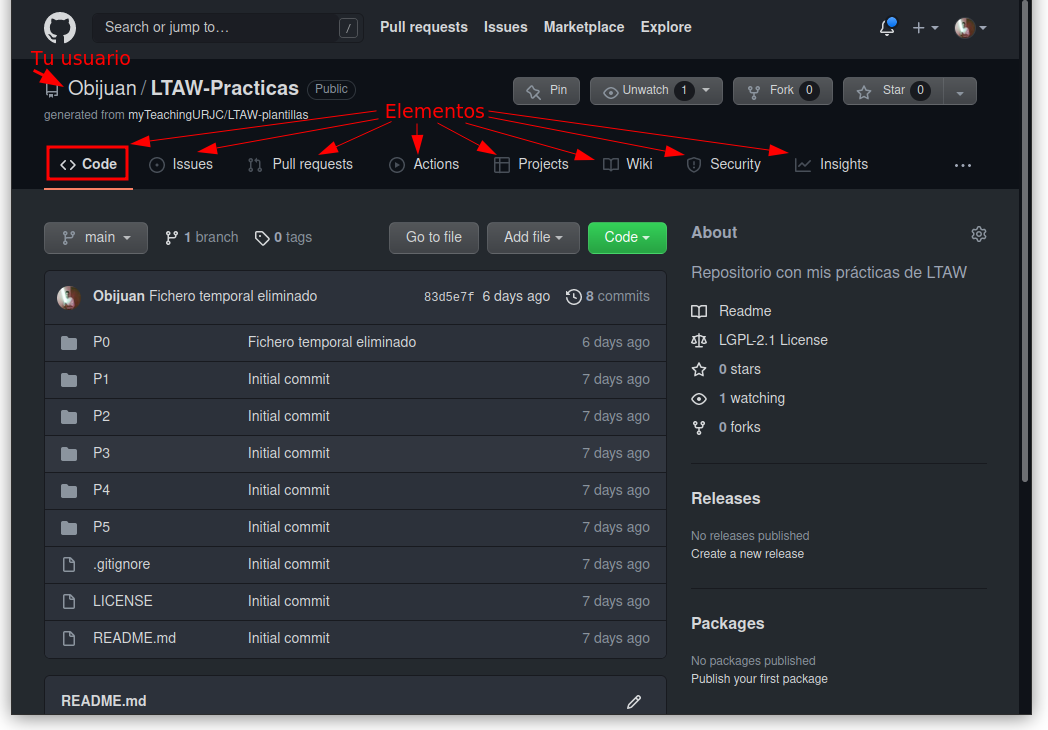 Search or jump to… /
Pull requests Issues Marketplace Explore
Tu usuario
Obijuan / LTAW-Practicas Public
Pin Unwatch 1 Fork 0 Star 0
generated from myTeachingURJC/LTAW-plantillas
Elementos
<> Code Issues Pull requests Actions Projects Wiki Security Insights ...
main 1 branch 0 tags Go to file Add file Code
Obijuan Fichero temporal eliminado 83d5e7f 6 days ago 8 commits
P0 Fichero temporal eliminado 6 days ago
P1 Initial commit 7 days ago
P2 Initial commit 7 days ago
P3 Initial commit 7 days ago
P4 Initial commit 7 days ago
P5 Initial commit 7 days ago
.gitignore Initial commit 7 days ago
LICENSE Initial commit 7 days ago
README.md Initial commit 7 days ago
README.md
About
Repositorio con mis prácticas de LTAW
Readme
LGPL-2.1 License
0 stars
1 watching
0 forks
Releases
No releases published
Create a new release
Packages
No packages published
Publish your first package